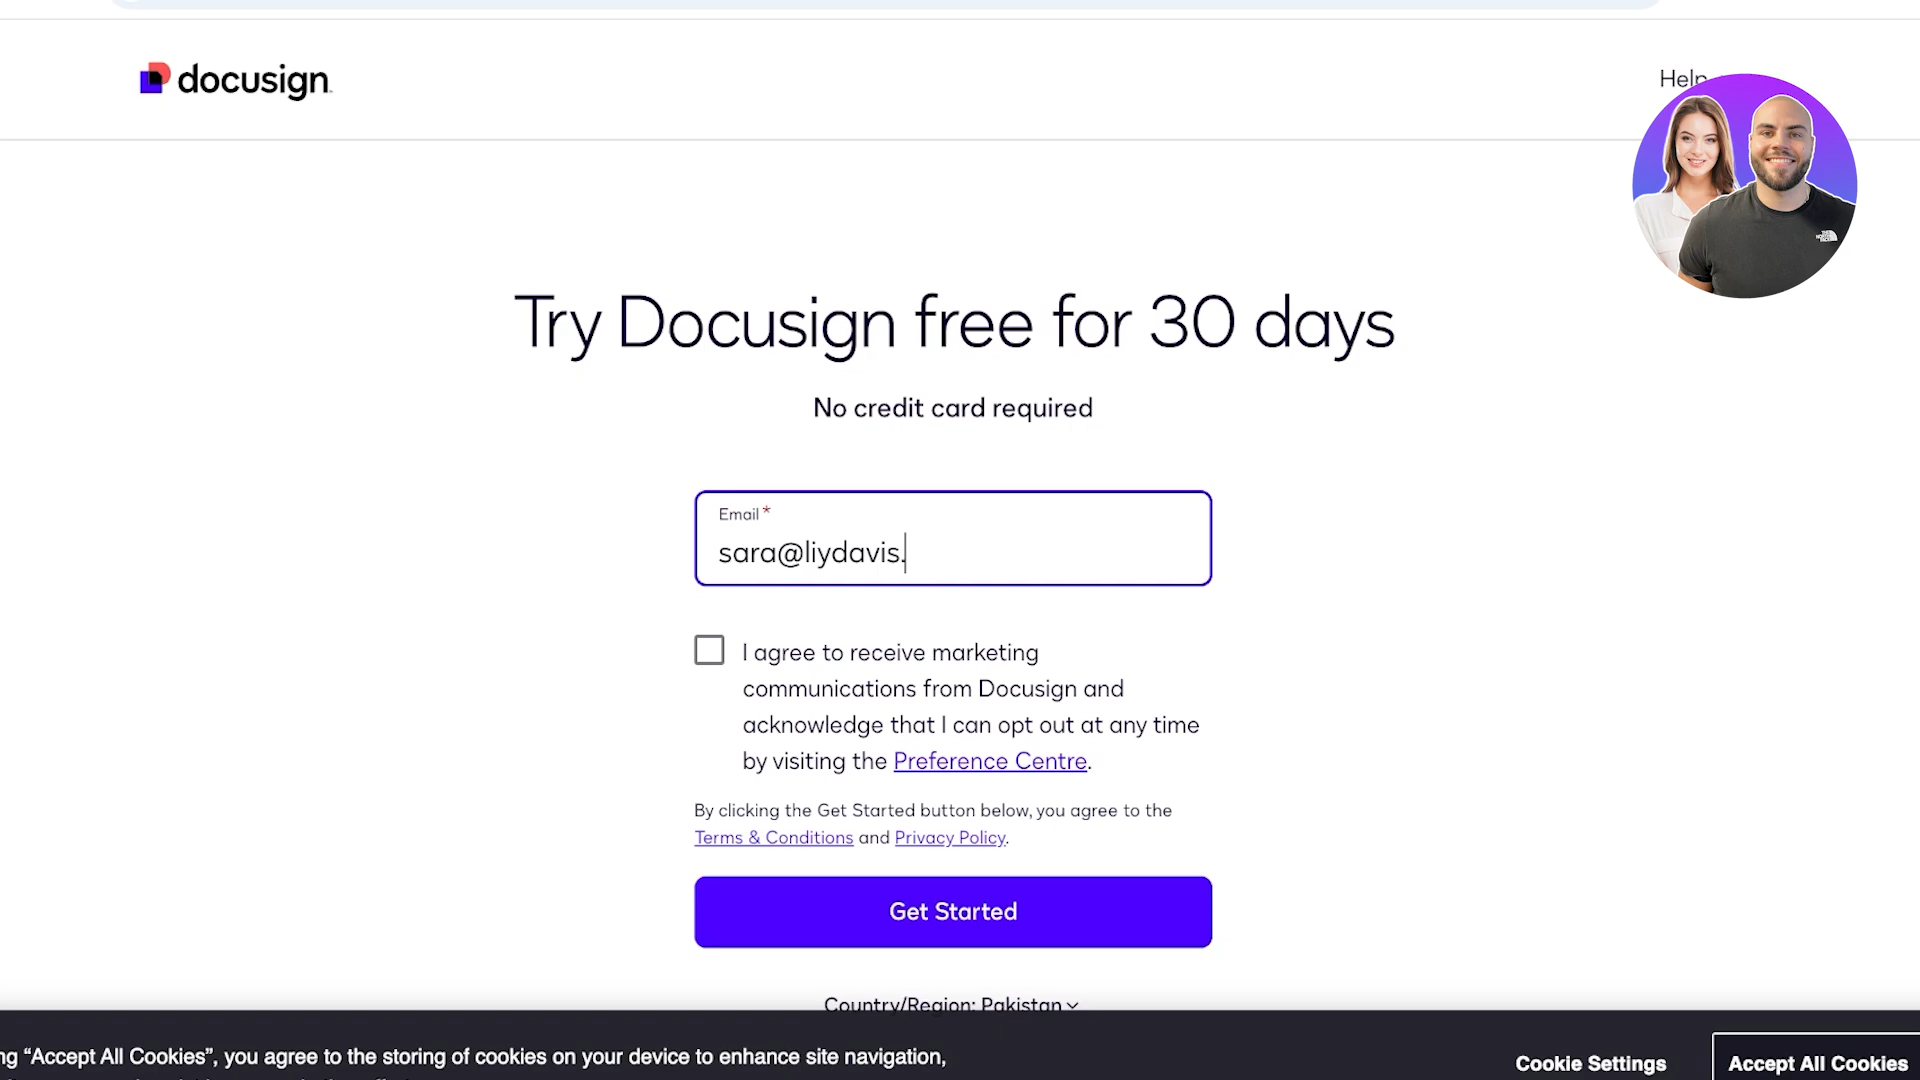 docusign
Help
Try Docusign free for 30 days
No credit card required
Email *
sara@liydavis.
I agree to receive marketing
communications from Docusign and
acknowledge that I can opt out at any time
by visiting the Preference Centre.
By clicking the Get Started button below, you agree to the
Terms & Conditions and Privacy Policy.
Get Started
Country/Region: Pakistan
ng “Accept All Cookies”, you agree to the storing of cookies on your device to enhance site navigation,
Cookie Settings
Accept All Cookies